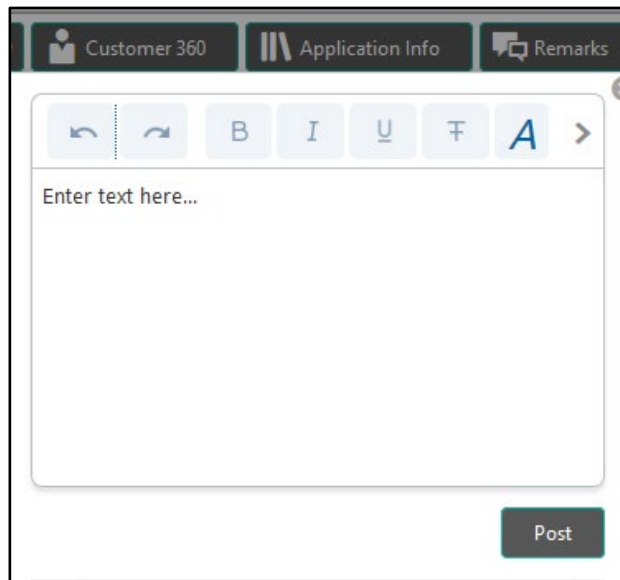 Customer 360 Application Info Remarks
B I U T A
Enter text here...
Post